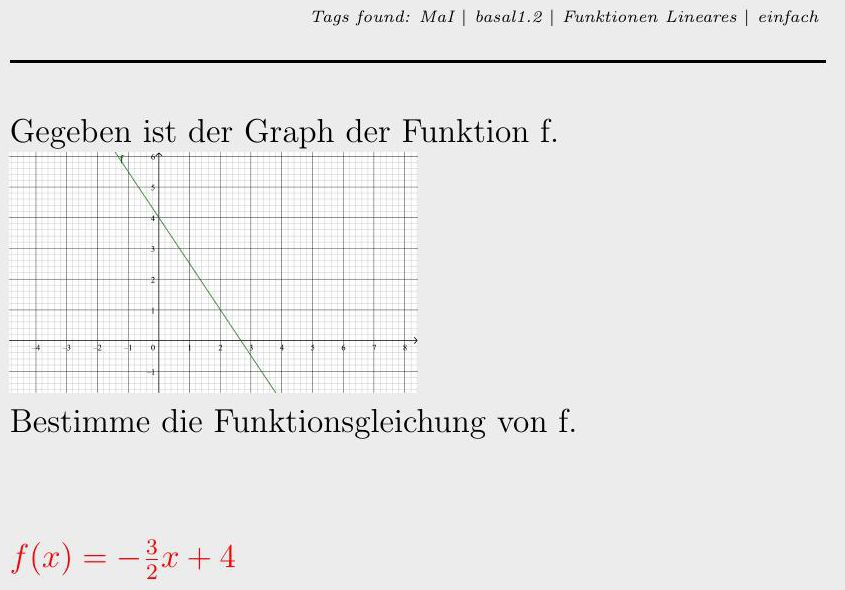 Tags found: MaI | basal1.2 | Funktionen Lineares | einfach
Gegeben ist der Graph der Funktion f.
f
6
5
4
3
2
1
-4 -3 -2 -1 0 1 2 3 4 5 6 7 8
-1
Bestimme die Funktionsgleichung von f.
f(x) = -\frac{3}{2}x + 4